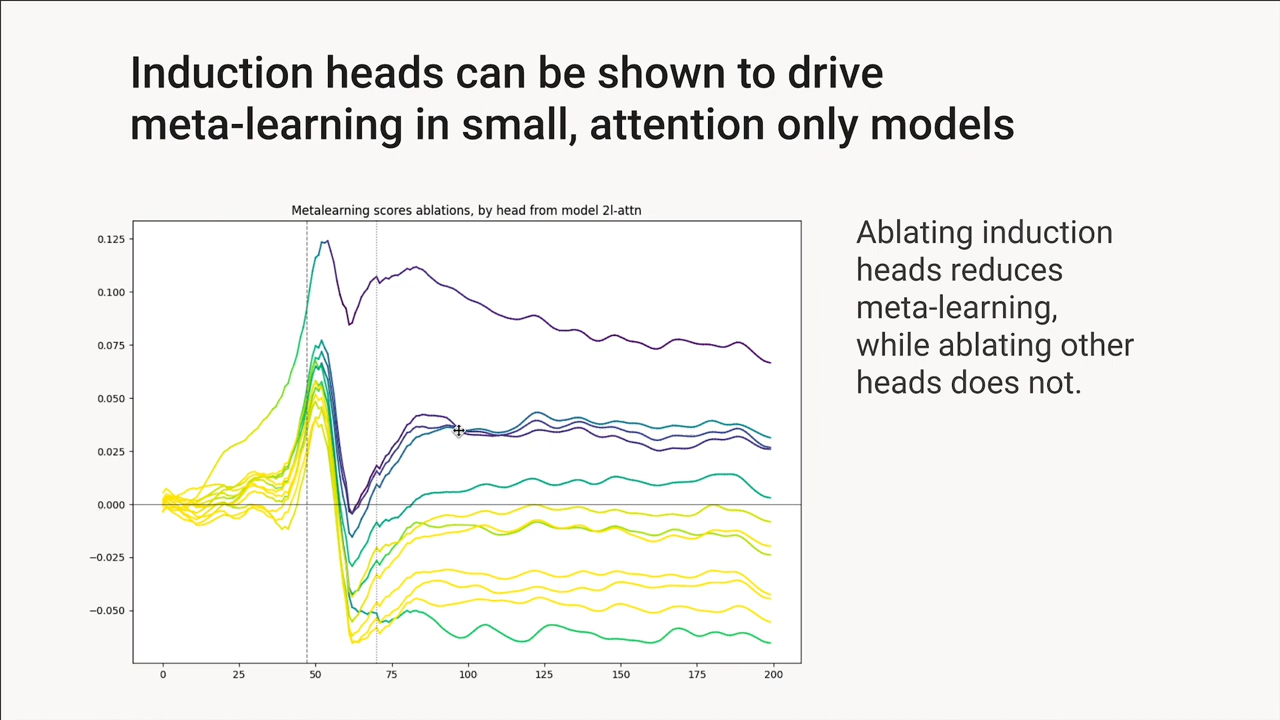 Induction heads can be shown to drive
meta-learning in small, attention only models
Metalearning scores ablations, by head from model 2l-attn
0.125
0.100
0.075
0.050
0.025
0.000
−0.025
−0.050
0 25 50 75 100 125 150 175 200
Ablating induction
heads reduces
meta-learning,
while ablating other
heads does not.